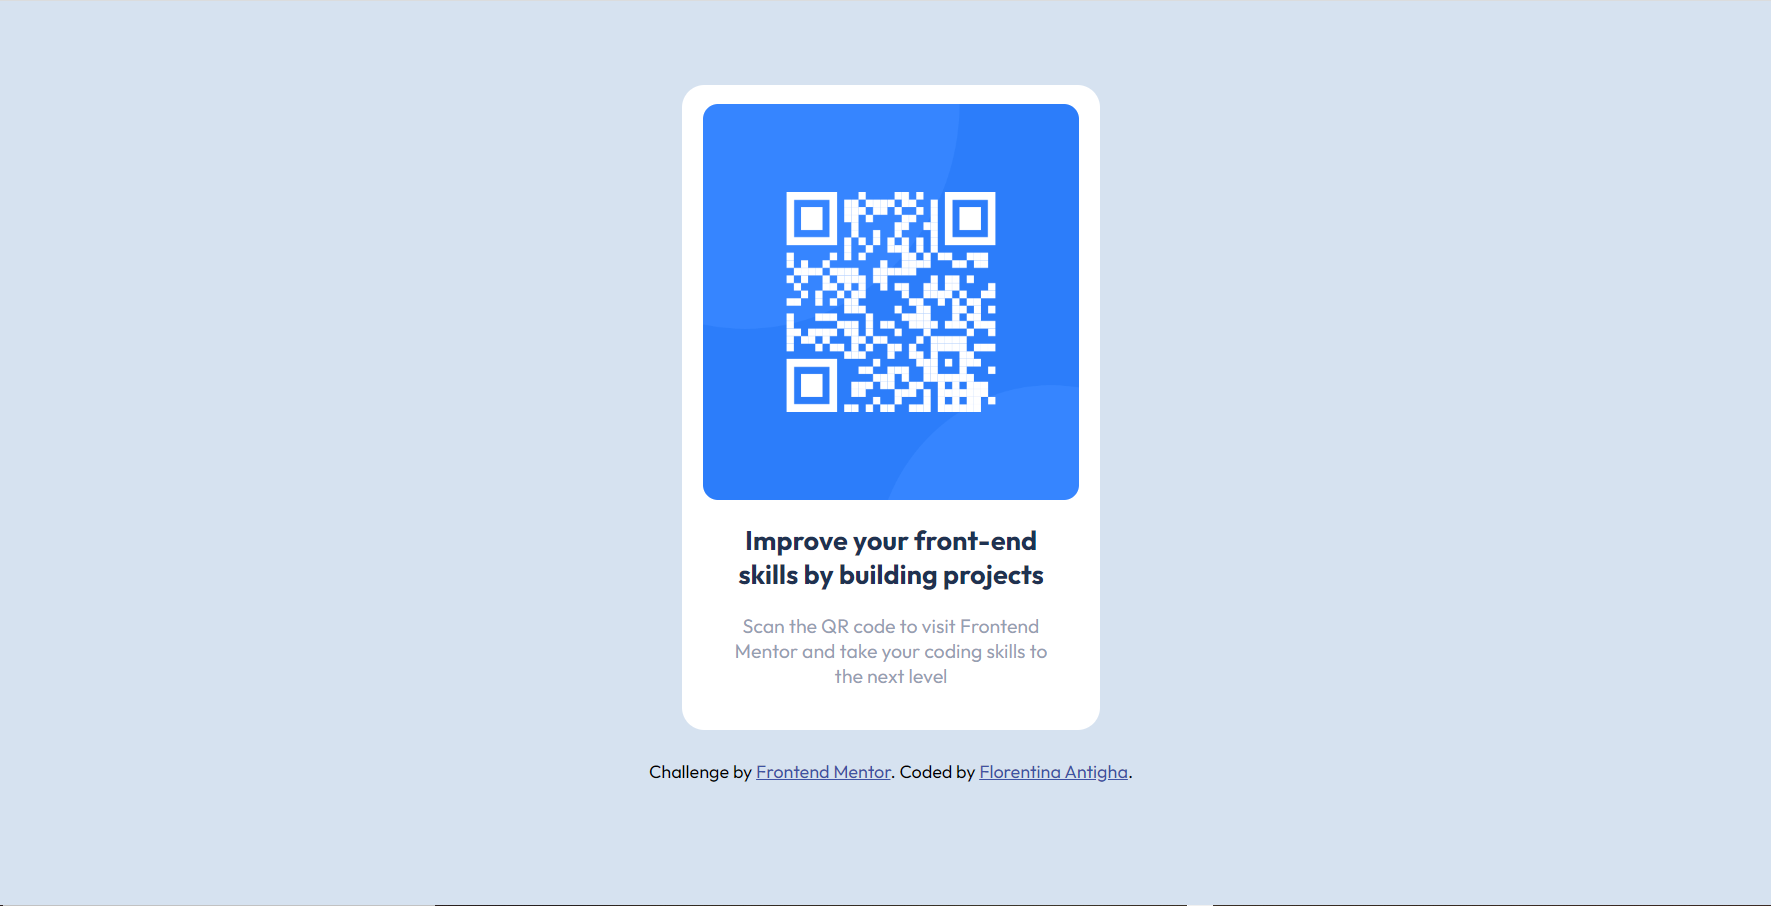 Improve your front-end
skills by building projects
Scan the QR code to visit Frontend
Mentor and take your coding skills to
the next level
Challenge by Frontend Mentor. Coded by Florentina Antigha.